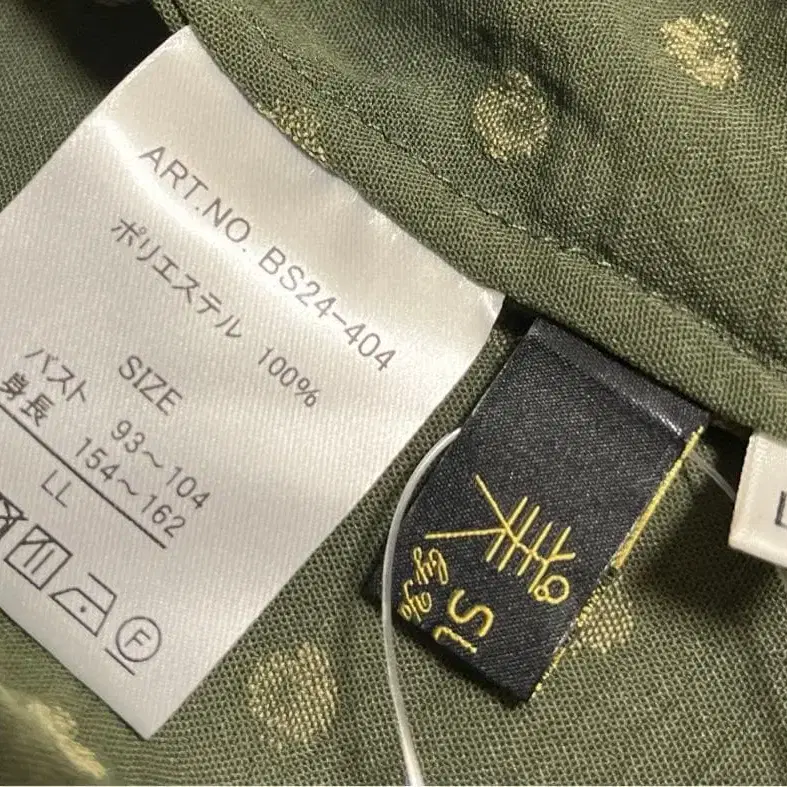 ART.NO. BS24-404
ポリエステル 100%
SIZE
バスト 93～104
身長 154～162
LL
F
by